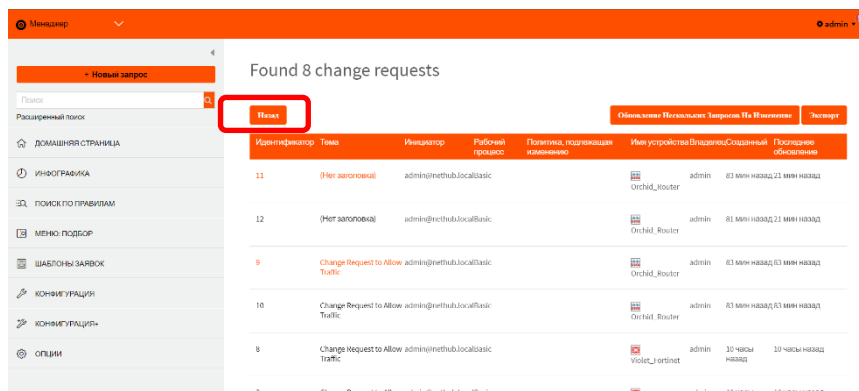 Менеджер
admin
+ Новый запрос
Поиск
Расширенный поиск
ДОМАШНЯЯ СТРАНИЦА
ИНФОГРАФИКА
ПОИСК ПО ПРАВИЛАМ
МЕНЮ: ПОДБОР
ШАБЛОНЫ ЗАЯВОК
КОНФИГУРАЦИЯ
КОНФИГУРАЦИЯ+
ОПЦИИ
Found 8 change requests
Назад
Обновление Нескольких Запросов На Изменение Экспорт
Идентификатор Тема Инициатор Рабочий Политика, подлежащая Имя устройства Владелец Созданный Последнее
процесс изменению обновление
11 (Нет заголовка) admin@nethub.local Basic admin 83 мин назад 21 мин назад
Orchid_Router
12 (Нет заголовка) admin@nethub.local Basic admin 81 мин назад 21 мин назад
Orchid_Router
9 Change Request to Allow admin@nethub.local Basic admin 83 мин назад 83 мин назад
Traffic Orchid_Router
10 Change Request to Allow admin@nethub.local Basic admin 83 мин назад 83 мин назад
Traffic Orchid_Router
8 Change Request to Allow admin@nethub.local Basic admin 10 часы 10 часы назад
Traffic Violet_Fortinet назад